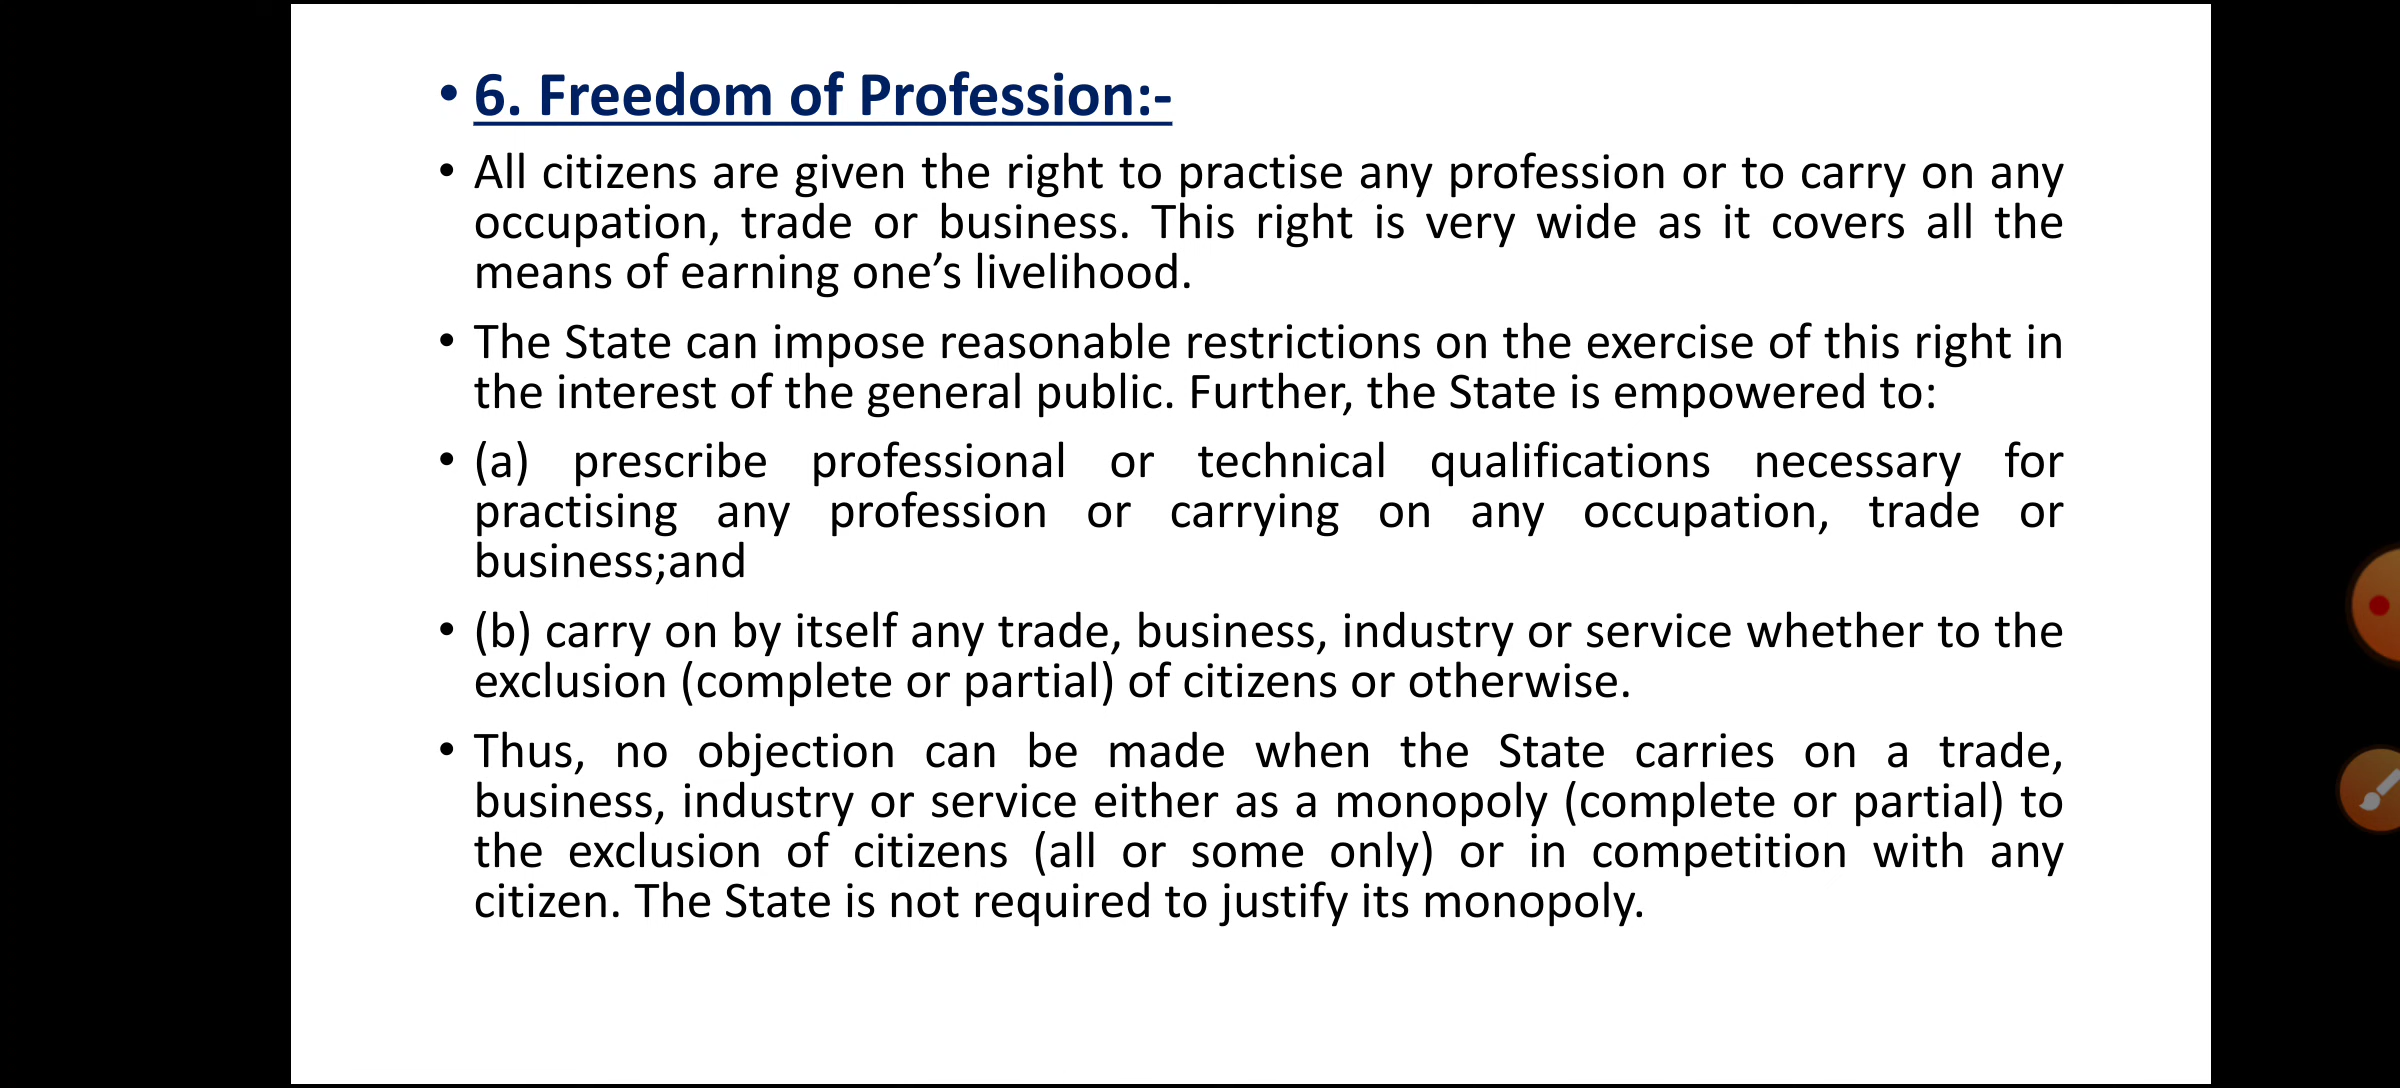 • 6. Freedom of Profession:-
• All citizens are given the right to practise any profession or to carry on any
occupation, trade or business. This right is very wide as it covers all the
means of earning one’s livelihood.
• The State can impose reasonable restrictions on the exercise of this right in
the interest of the general public. Further, the State is empowered to:
• (a) prescribe professional or technical qualifications necessary for
practising any profession or carrying on any occupation, trade or
business;and
• (b) carry on by itself any trade, business, industry or service whether to the
exclusion (complete or partial) of citizens or otherwise.
• Thus, no objection can be made when the State carries on a trade,
business, industry or service either as a monopoly (complete or partial) to
the exclusion of citizens (all or some only) or in competition with any
citizen. The State is not required to justify its monopoly.